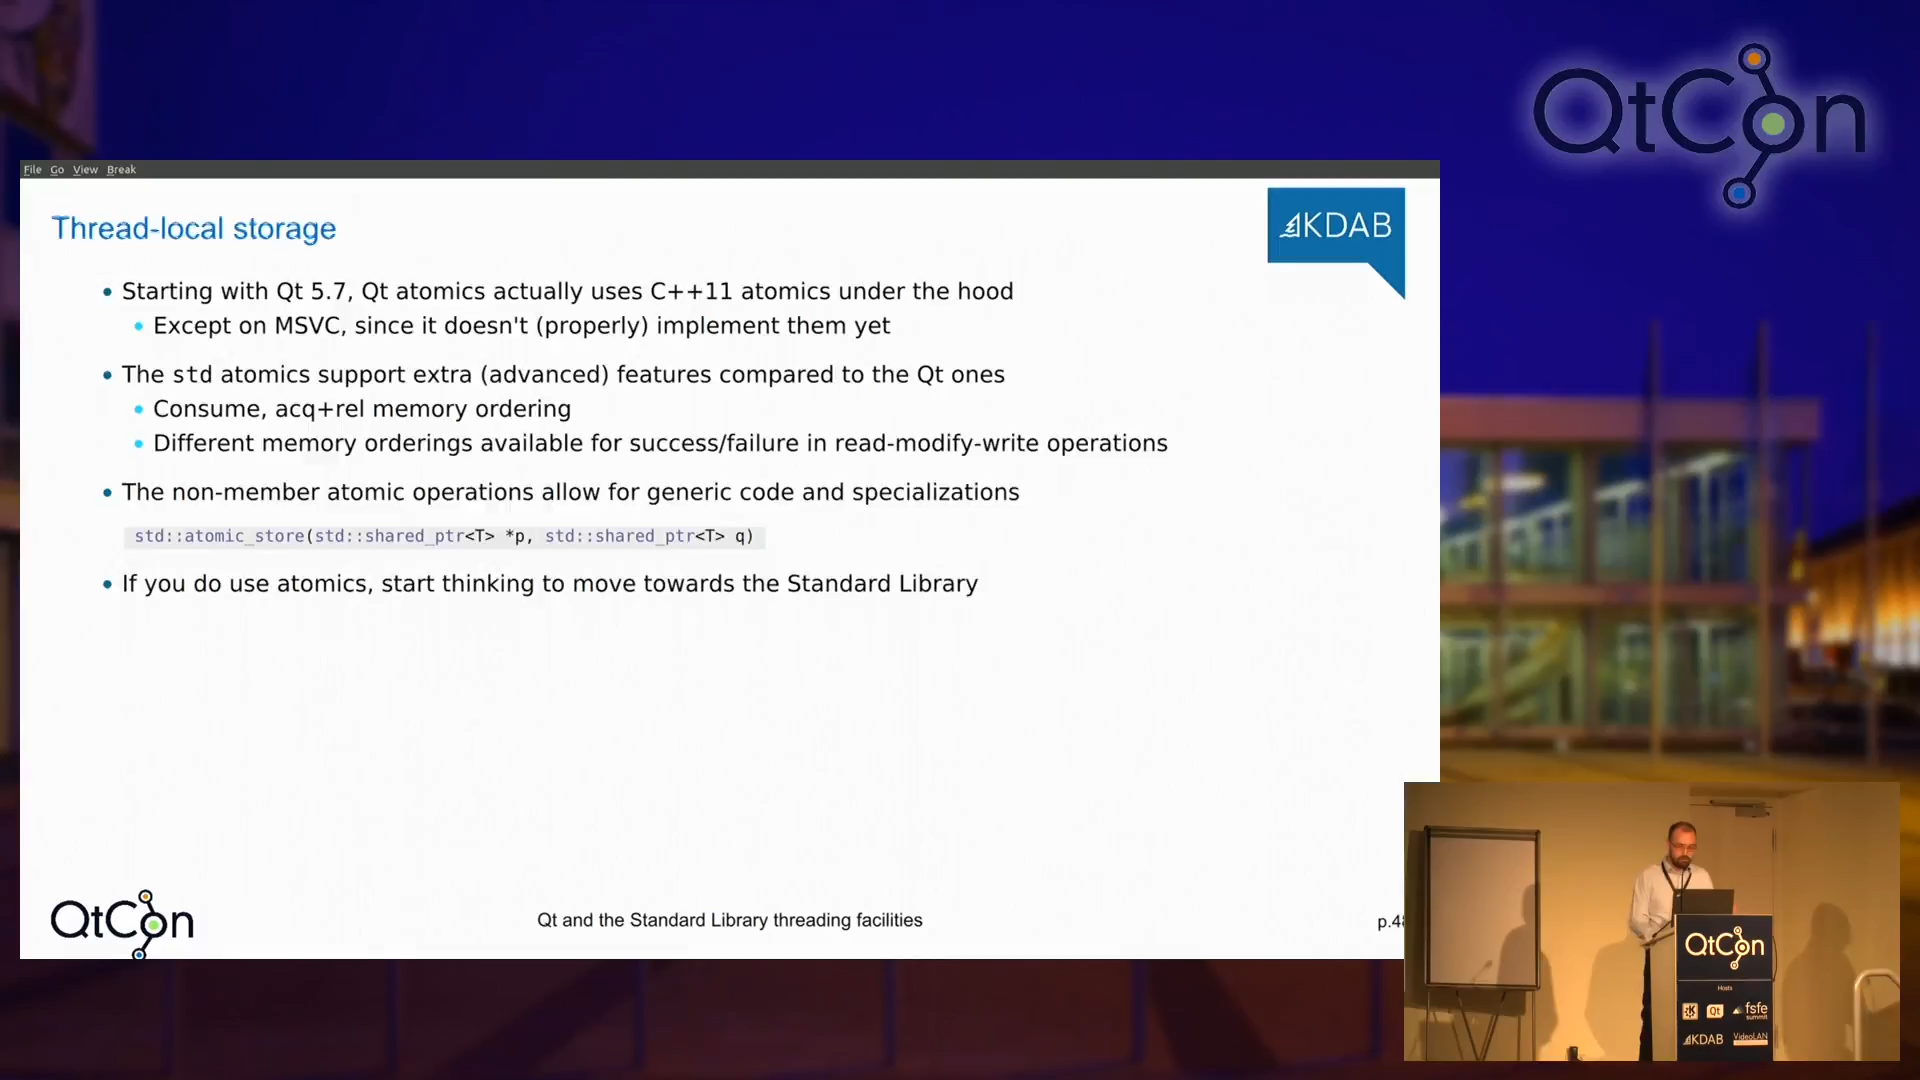 QtCon
File Go View Break
KDAB
Thread-local storage
• Starting with Qt 5.7, Qt atomics actually uses C++11 atomics under the hood
• Except on MSVC, since it doesn't (properly) implement them yet
• The std atomics support extra (advanced) features compared to the Qt ones
• Consume, acq+rel memory ordering
• Different memory orderings available for success/failure in read-modify-write operations
• The non-member atomic operations allow for generic code and specializations
std::atomic_store(std::shared_ptr<T> *p, std::shared_ptr<T> q)
• If you do use atomics, start thinking to move towards the Standard Library
QtCon
Qt and the Standard Library threading facilities
p.48
QtCon
Hosts
Qt
fsfe
summit
KDAB
VideoLAN